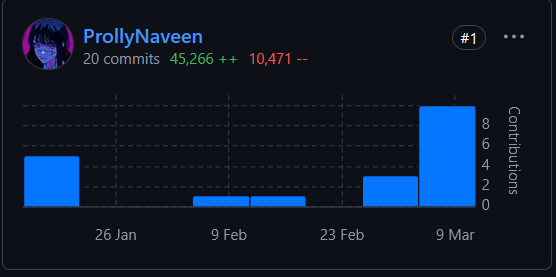 ProllyNaveen
#1
20 commits 45,266 ++ 10,471 --
8
6
4
2
0
Contributions
26 Jan 9 Feb 23 Feb 9 Mar